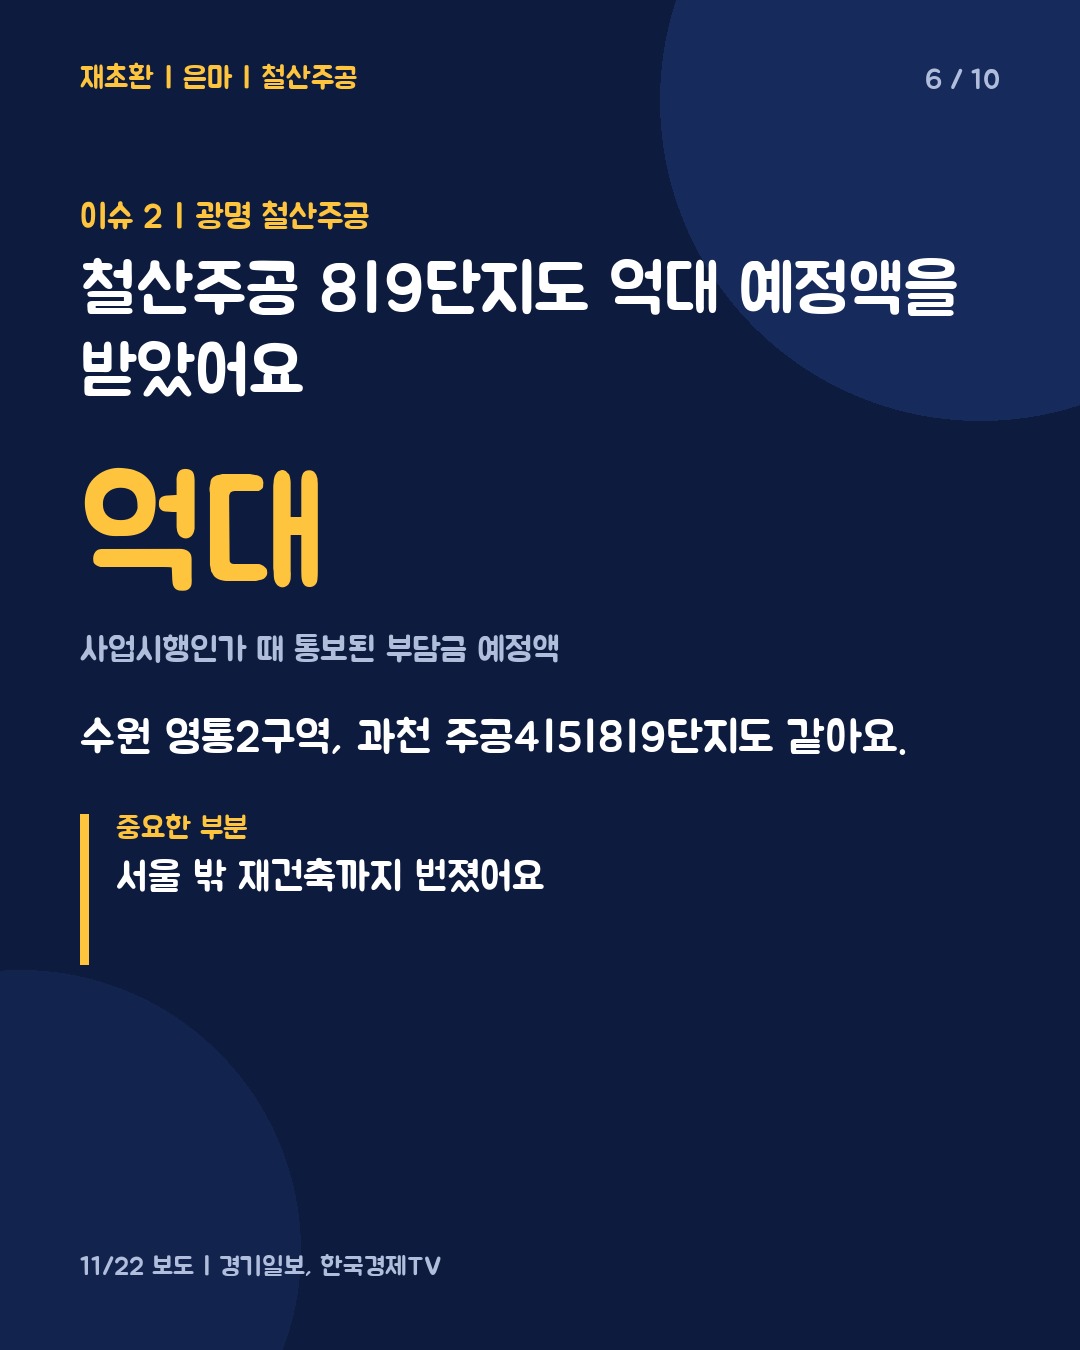 재초환 | 은마 | 철산주공
6 / 10
이슈 2 | 광명 철산주공
철산주공 8|9단지도 억대 예정액을
받았어요
억대
사업시행인가 때 통보된 부담금 예정액
수원 영통2구역, 과천 주공4|5|8|9단지도 같아요.
중요한 부분
서울 밖 재건축까지 번졌어요
11/22 보도 | 경기일보, 한국경제TV